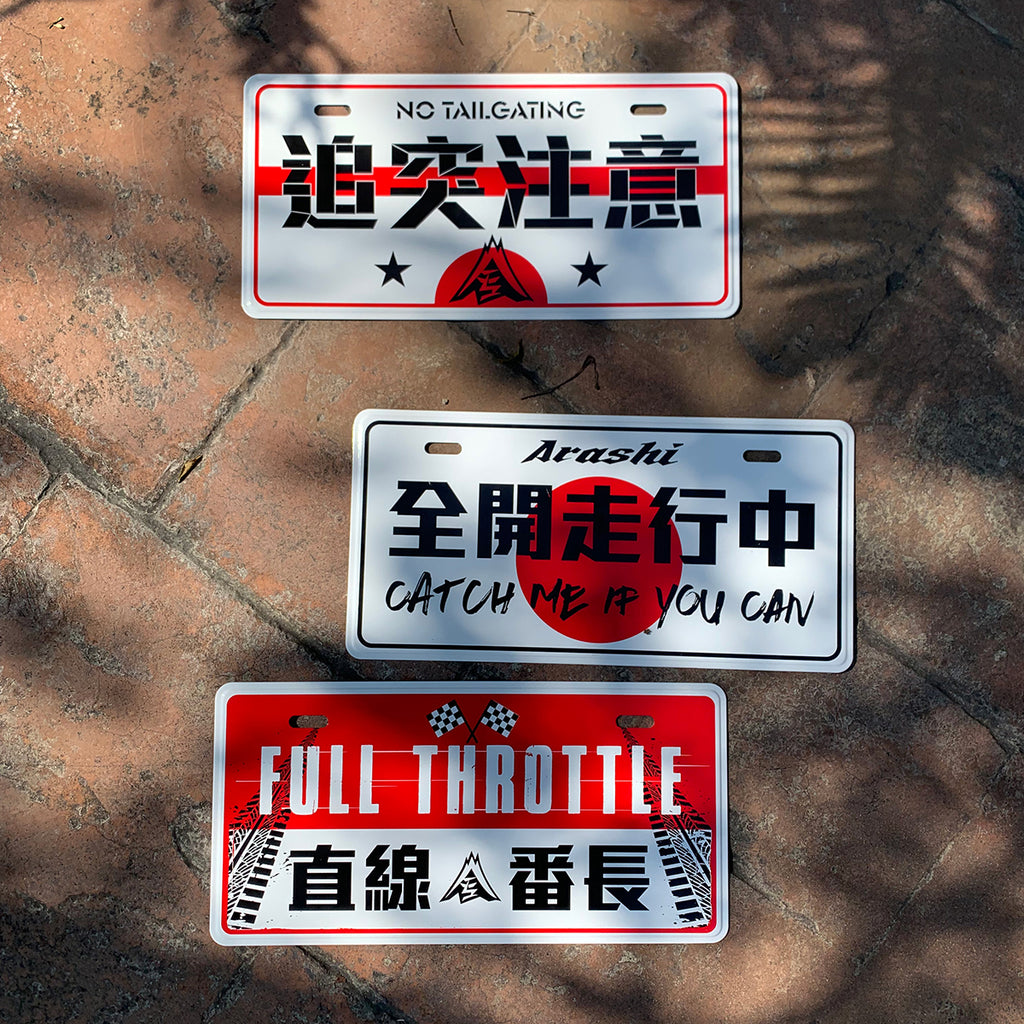 NO TAILGATING
追突注意
Arashi
全開走行中
CATCH ME IF YOU CAN
FULL THROTTLE
直線 番長